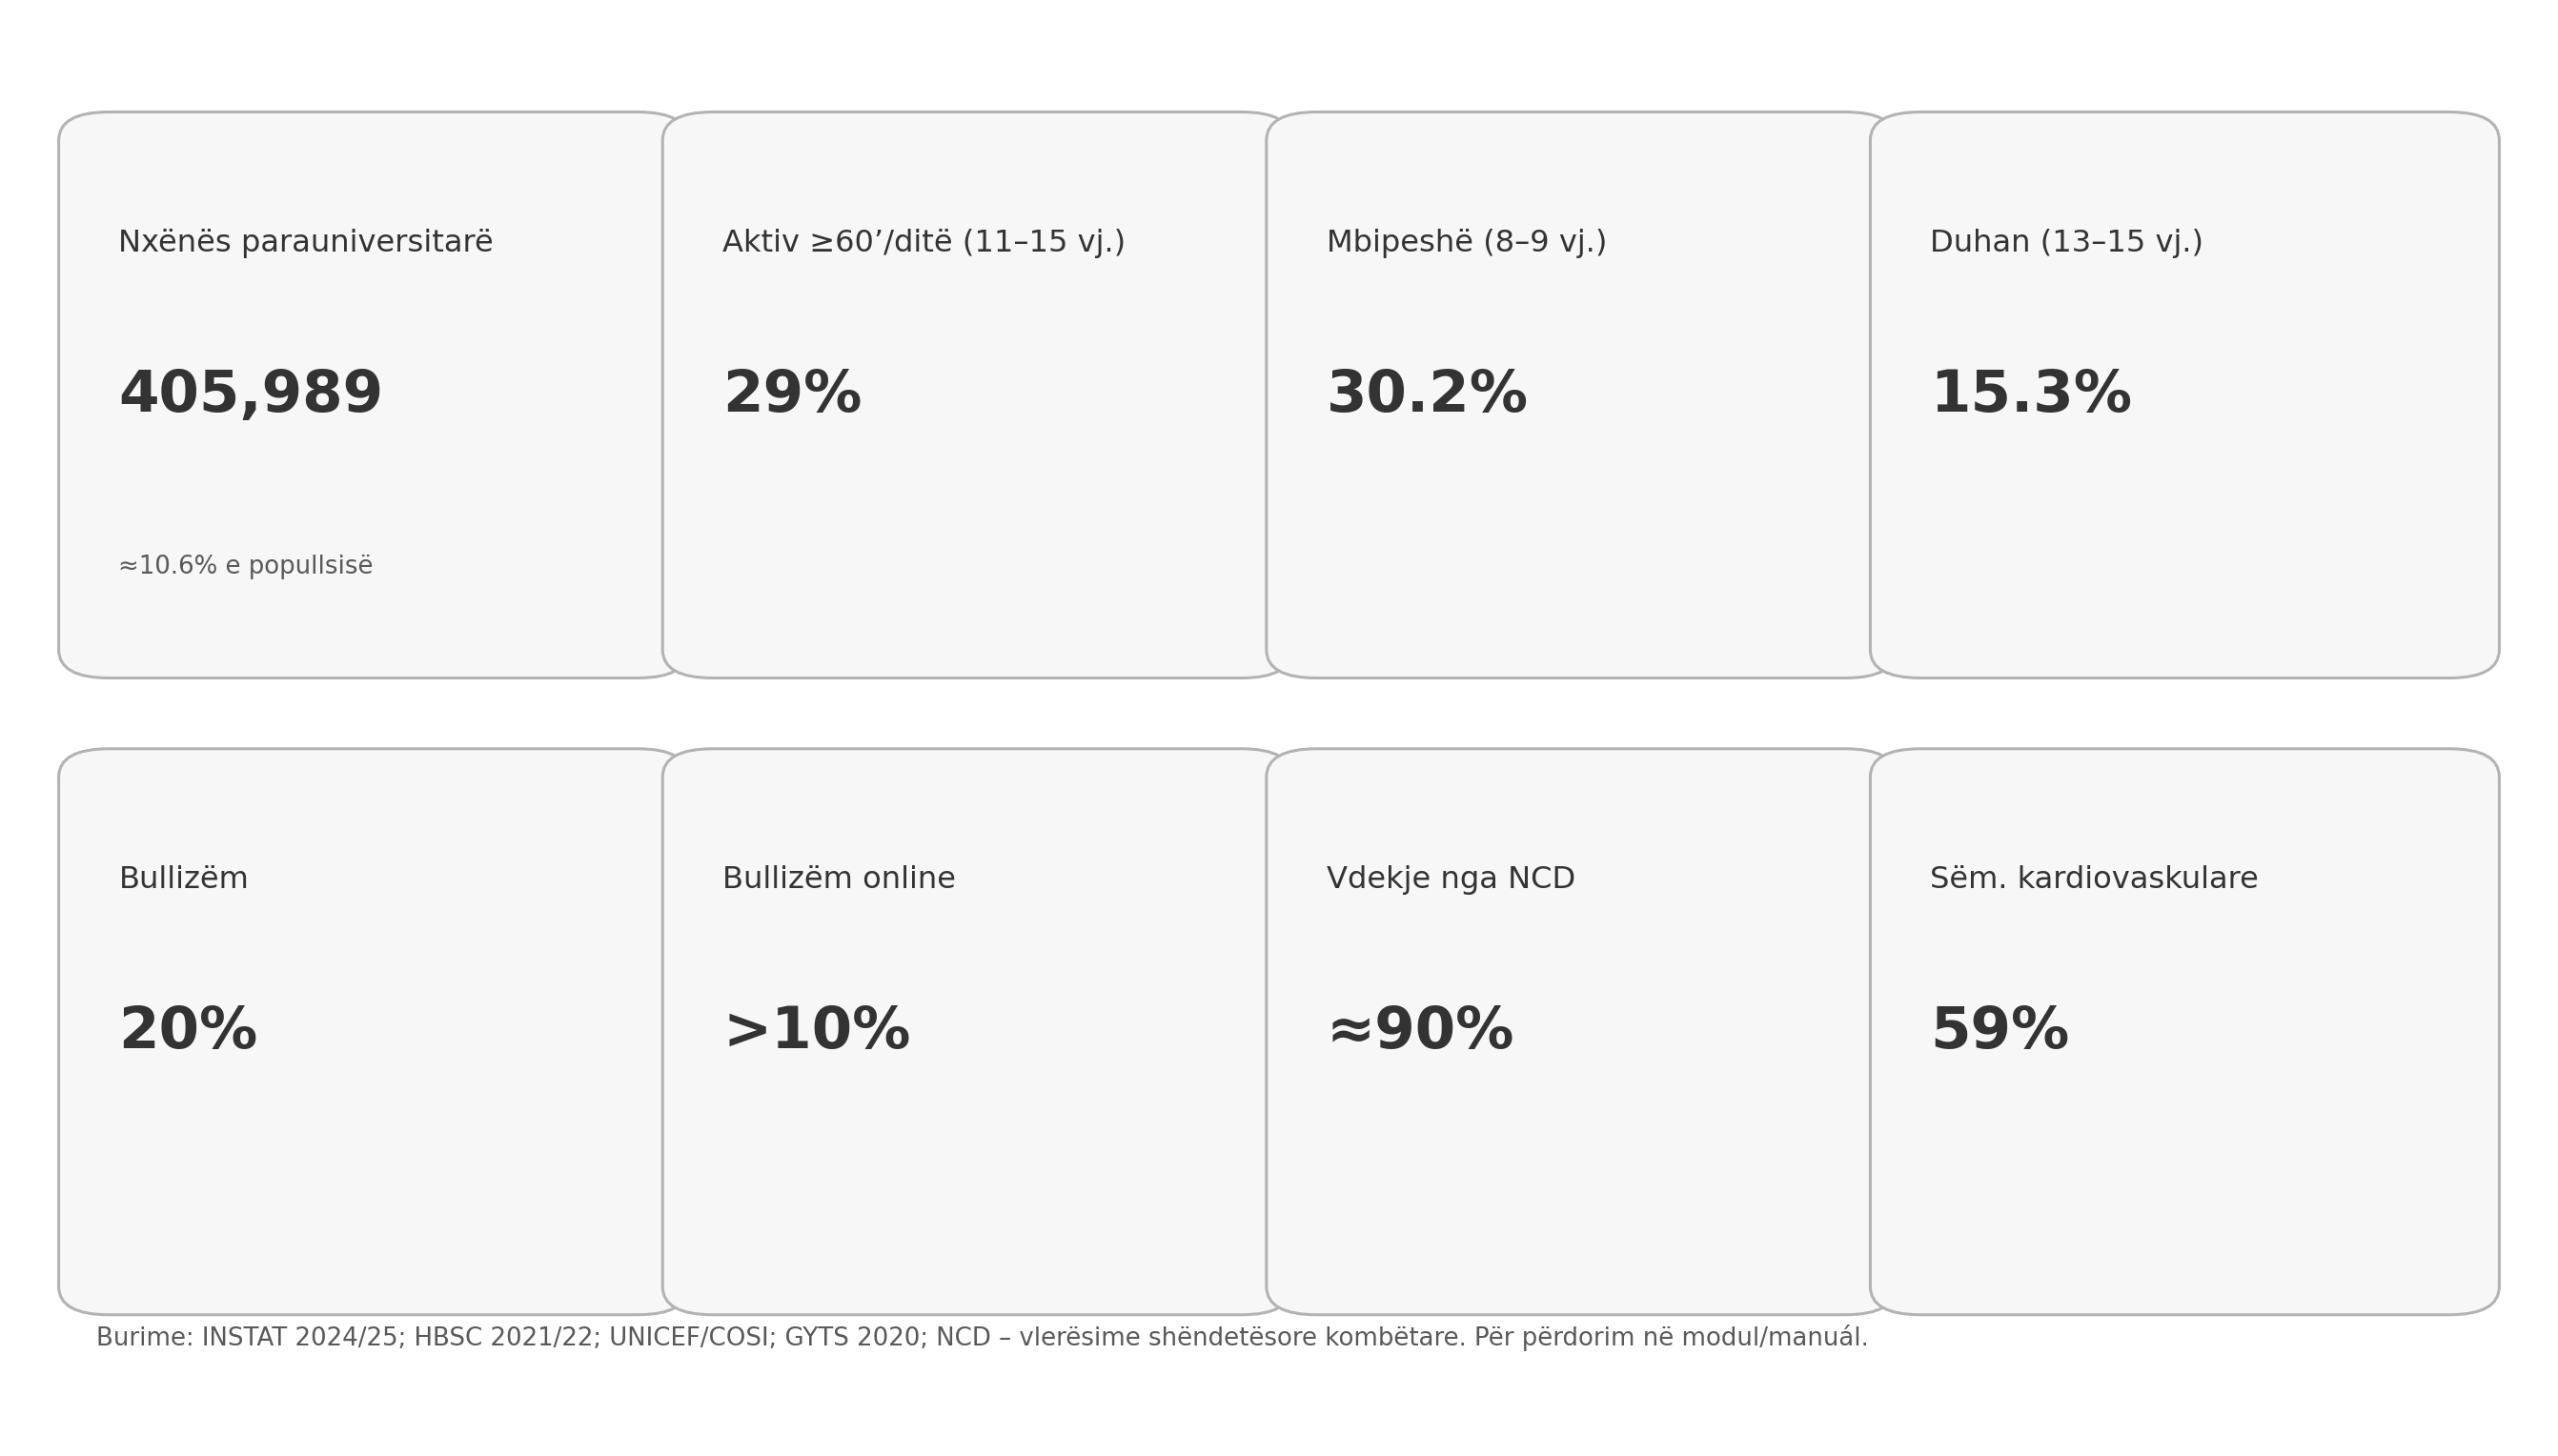 Nxënës parauniversitarë
405,989
≈10.6% e popullsisë
Aktiv ≥60’/ditë (11–15 vj.)
29%
Mbipeshë (8–9 vj.)
30.2%
Duhan (13–15 vj.)
15.3%
Bullizëm
20%
Bullizëm online
>10%
Vdekje nga NCD
≈90%
Sëm. kardiovaskulare
59%
Burime: INSTAT 2024/25; HBSC 2021/22; UNICEF/COSI; GYTS 2020; NCD – vlerësime shëndetësore kombëtare. Për përdorim në modul/manuál.